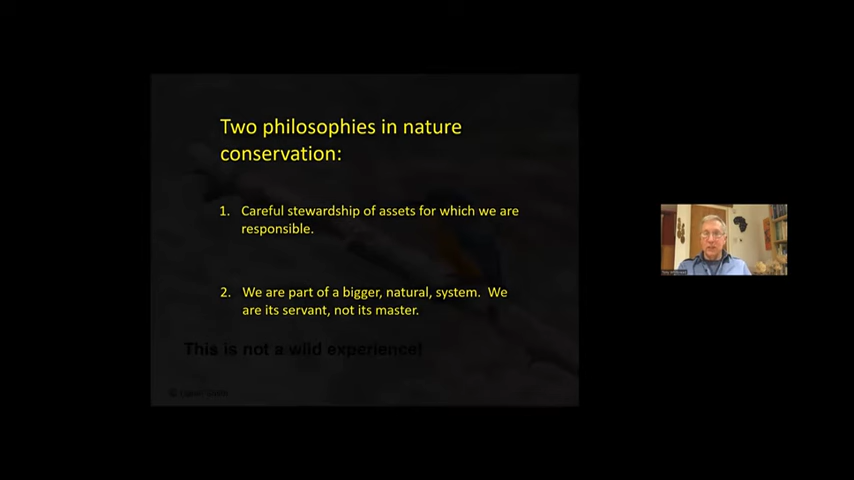 Two philosophies in nature
conservation:
1. Careful stewardship of assets for which we are
responsible.
2. We are part of a bigger, natural, system. We
are its servant, not its master.
This is not a wild experience!